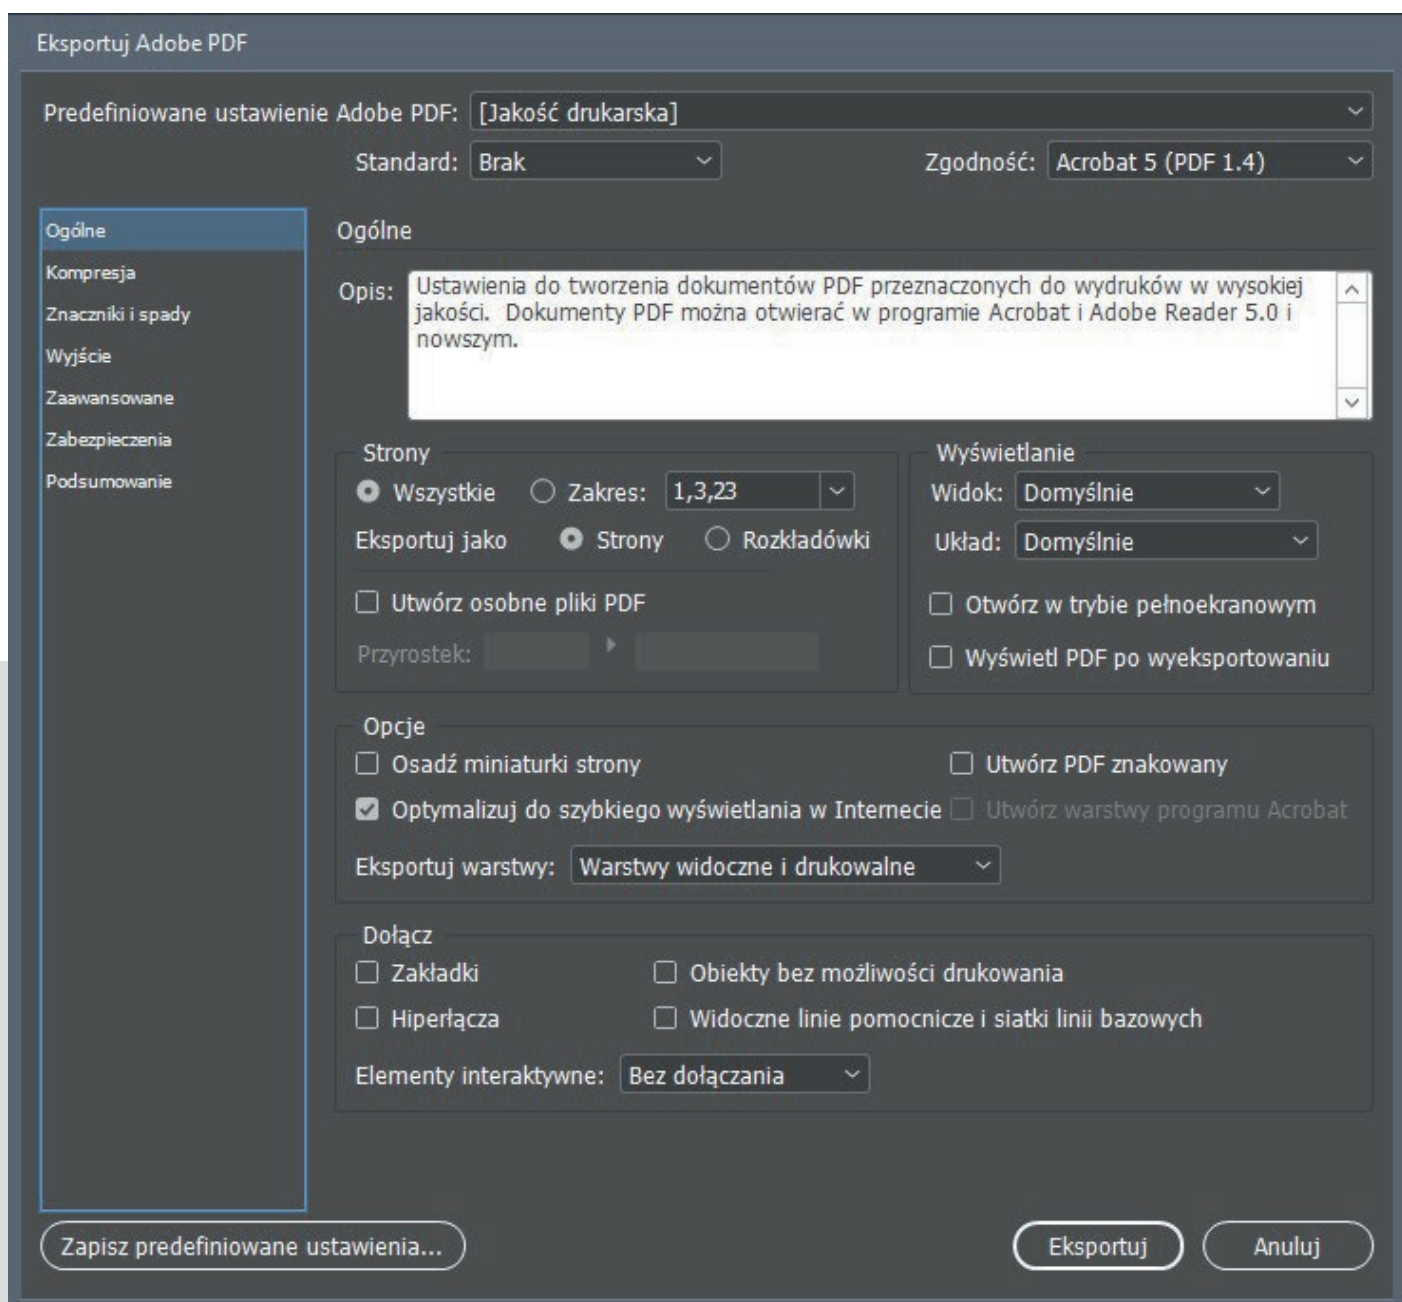 Eksportuj Adobe PDF
Predefiniowane ustawienie Adobe PDF: [Jakość drukarska]
Standard: Brak Zgodność: Acrobat 5 (PDF 1.4)
Ogólne
Kompresja
Znaczniki i spady
Wyjście
Zaawansowane
Zabezpieczenia
Podsumowanie
Ogólne
Opis: Ustawienia do tworzenia dokumentów PDF przeznaczonych do wydruków w wysokiej
jakości. Dokumenty PDF można otwierać w programie Acrobat i Adobe Reader 5.0 i
nowszym.
Strony
Wszystkie Zakres: 1,3,23
Eksportuj jako Strony Rozkładówki
Utwórz osobne pliki PDF
Przyrostek:
Wyświetlanie
Widok: Domyślnie
Układ: Domyślnie
Otwórz w trybie pełnoekranowym
Wyświetl PDF po wyeksportowaniu
Opcje
Osadź miniaturki strony Utwórz PDF znakowany
Optymalizuj do szybkiego wyświetlania w Internecie Utwórz warstwy programu Acrobat
Eksportuj warstwy: Warstwy widoczne i drukowalne
Dołącz
Zakładki Obiekty bez możliwości drukowania
Hiperłącza Widoczne linie pomocnicze i siatki linii bazowych
Elementy interaktywne: Bez dołączania
Zapisz predefiniowane ustawienia... Eksportuj Anuluj